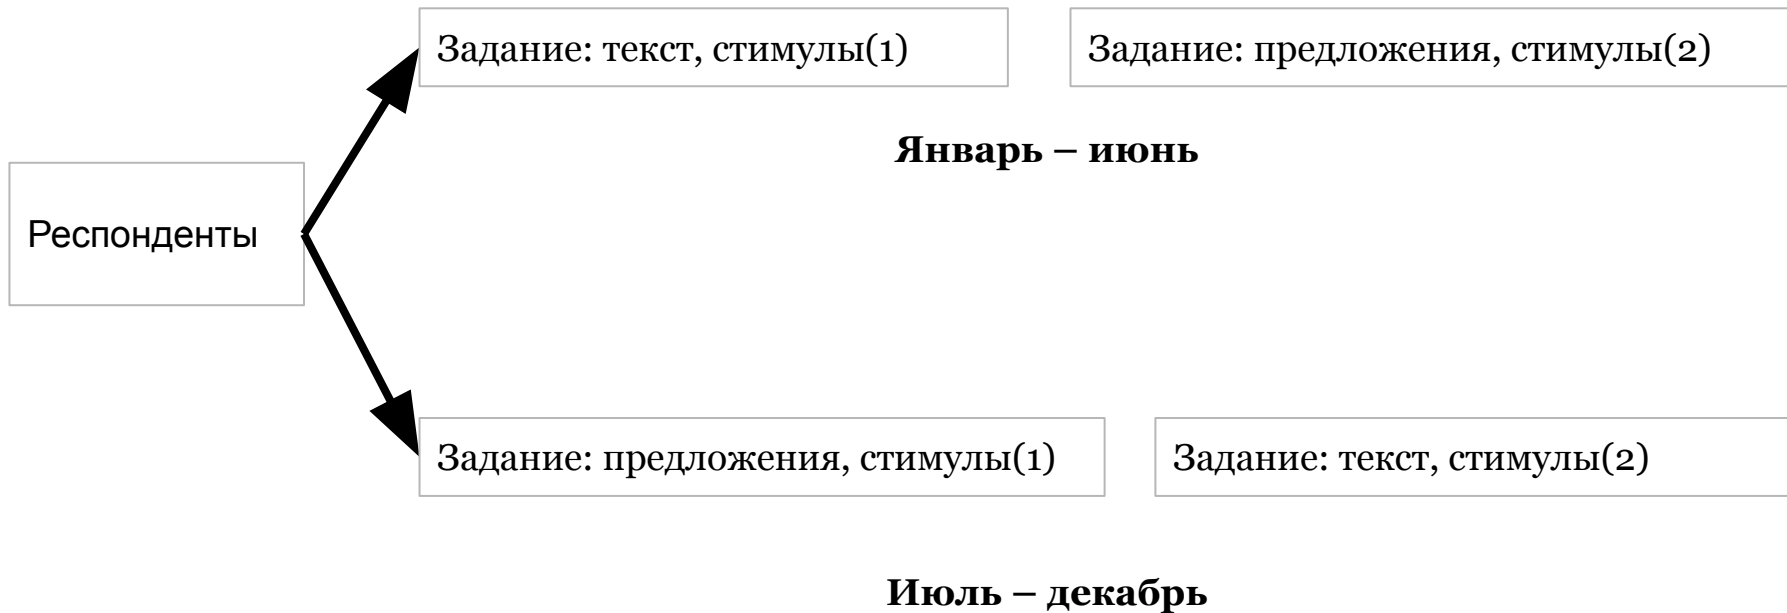 Задание: текст, стимулы(1)
Задание: предложения, стимулы(2)
Январь – июнь
Респонденты
Задание: предложения, стимулы(1)
Задание: текст, стимулы(2)
Июль – декабрь